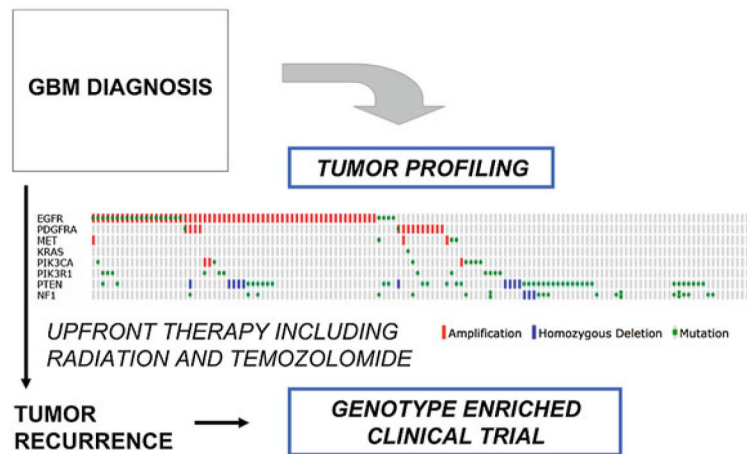 GBM DIAGNOSIS
TUMOR PROFILING
EGFR
PDGFRA
MET
KRAS
PIK3CA
PIK3R1
PTEN
NF1
UPFRONT THERAPY INCLUDING
RADIATION AND TEMOZOLOMIDE
Amplification Homozygous Deletion Mutation
TUMOR
RECURRENCE
GENOTYPE ENRICHED
CLINICAL TRIAL